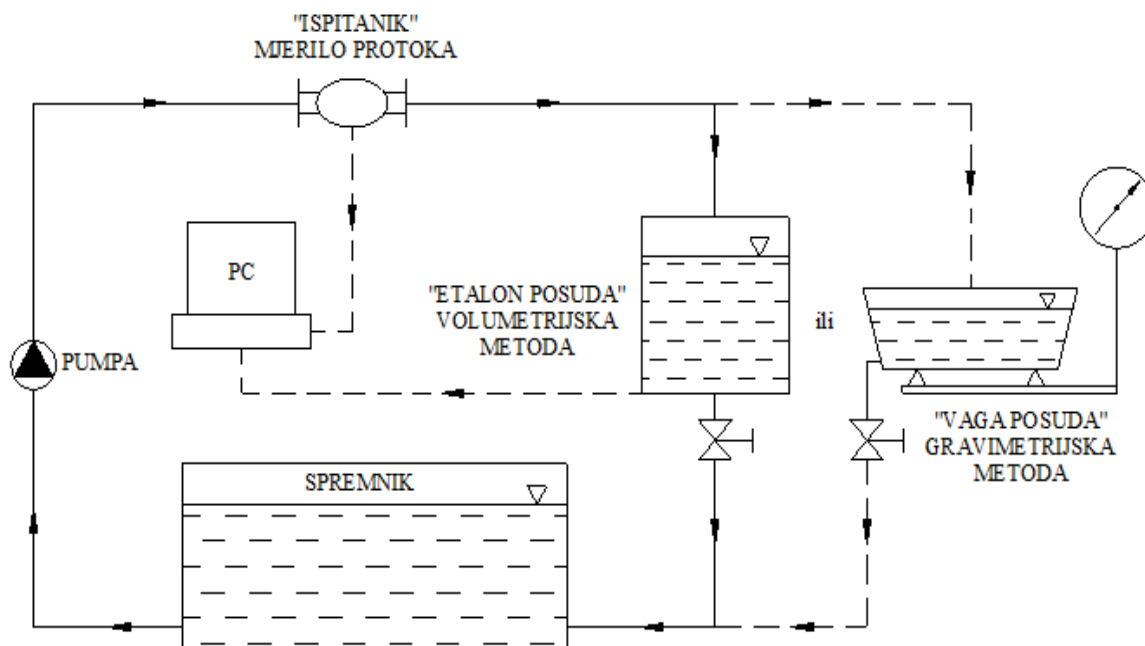 "ISPITANIK"
MJERILO PROTOKA
PC
"ETALON POSUDA"
VOLUMETRIJSKA
METODA
ili
PUMPA
"VAGA POSUDA"
GRAVIMETRIJSKA
METODA
SPREMNIK